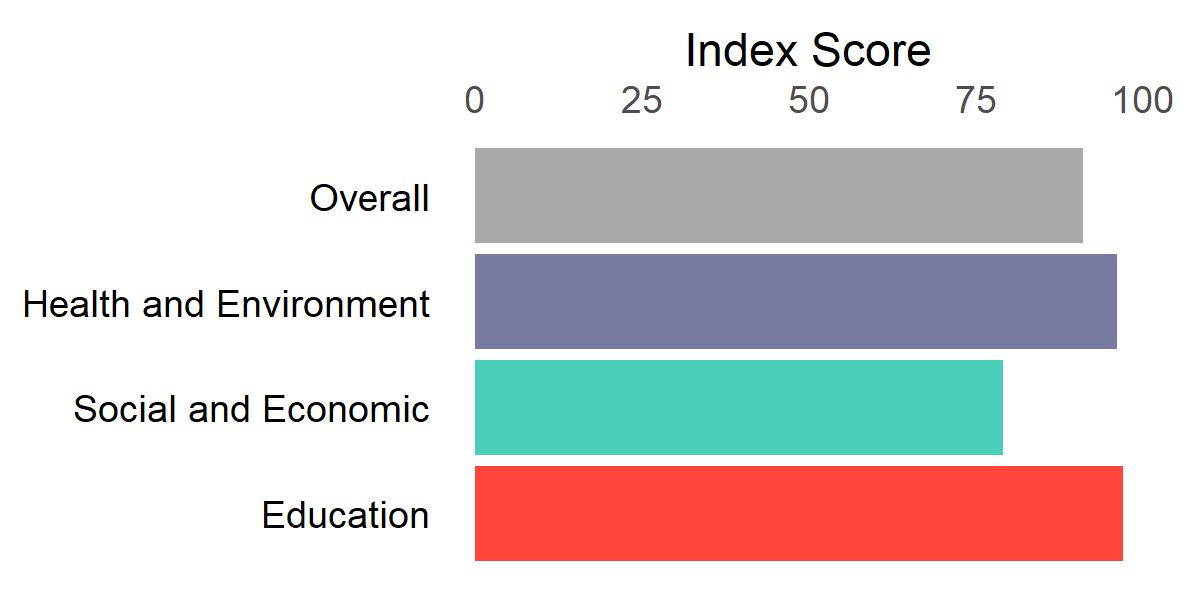 Index Score
0 25 50 75 100
Overall
Health and Environment
Social and Economic
Education